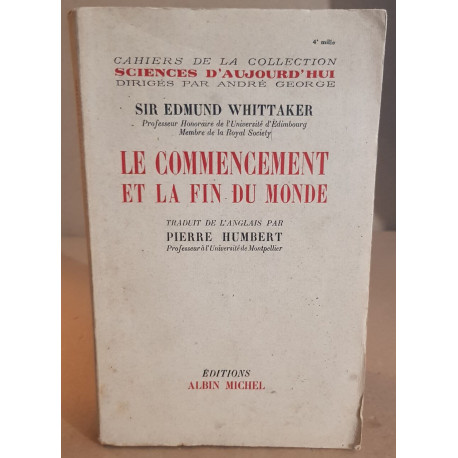 4e mille
CAHIERS DE LA COLLECTION
SCIENCES D'AUJOURD'HUI
DIRIGÉS PAR ANDRÉ GEORGE
SIR EDMUND WHITTAKER
Professeur Honoraire de l'Université d'Edimbourg
Membre de la Royal Society
LE COMMENCEMENT
ET LA FIN DU MONDE
TRADUIT DE L'ANGLAIS PAR
PIERRE HUMBERT
Professeur à l'Université de Montpellier
ÉDITIONS
ALBIN MICHEL